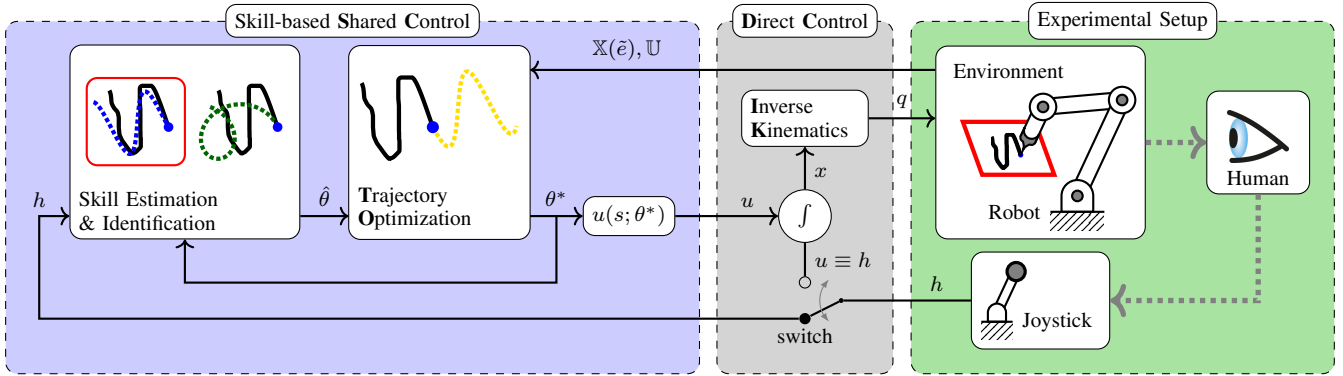 Skill-based Shared Control
Direct Control
Experimental Setup
𝕏(ẽ), 𝕌
Environment
Inverse
Kinematics
q
x
Robot
Human
h
Skill Estimation
& Identification
θ̂
Trajectory
Optimization
θ*
u(s; θ*)
u
∫
u ≡ h
switch
h
Joystick